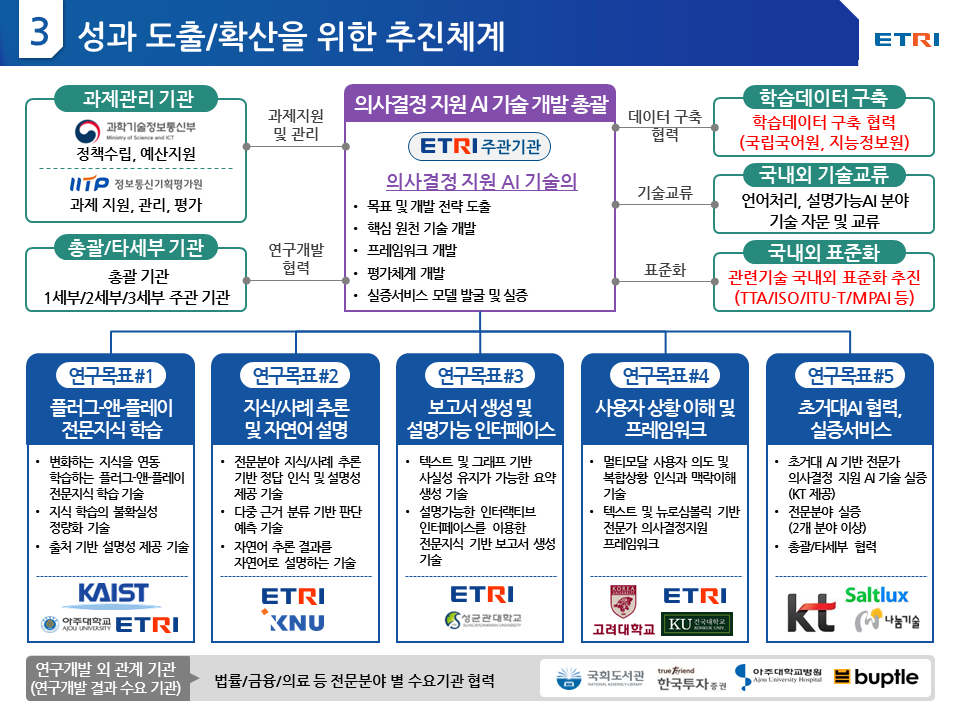 3
성과 도출/확산을 위한 추진체계
ETRI
과제관리 기관
과학기술정보통신부
Ministry of Science and ICT
정책수립, 예산지원
IITP 정보통신기획평가원
과제 지원, 관리, 평가
총괄/타세부 기관
총괄 기관
1세부/2세부/3세부 주관 기관
과제지원
및 관리
연구개발
협력
의사결정 지원 AI 기술 개발 총괄
ETRI 주관기관
의사결정 지원 AI 기술의
• 목표 및 개발 전략 도출
• 핵심 원천 기술 개발
• 프레임워크 개발
• 평가체계 개발
• 실증서비스 모델 발굴 및 실증
데이터 구축
협력
기술교류
표준화
학습데이터 구축
학습데이터 구축 협력
(국립국어원, 지능정보원)
국내외 기술교류
언어처리, 설명가능AI 분야
기술 자문 및 교류
국내외 표준화
관련기술 국내외 표준화 추진
(TTA/ISO/ITU-T/MPAI 등)
연구목표#1
플러그-앤-플레이
전문지식 학습
• 변화하는 지식을 연동
학습하는 플러그-앤-플레이
전문지식 학습 기술
• 지식 학습의 불확실성
정량화 기술
• 출처 기반 설명성 제공 기술
KAIST
아주대학교
AJOU UNIVERSITY
ETRI
연구목표#2
지식/사례 추론
및 자연어 설명
• 전문분야 지식/사례 추론
기반 정답 인식 및 설명성
제공 기술
• 다중 근거 분류 기반 판단
예측 기술
• 자연어 추론 결과를
자연어로 설명하는 기술
ETRI
KNU
연구목표#3
보고서 생성 및
설명가능 인터페이스
• 텍스트 및 그래프 기반
사실성 유지가 가능한 요약
생성 기술
• 설명가능한 인터랙티브
인터페이스를 이용한
전문지식 기반 보고서 생성
기술
ETRI
성균관대학교
SUNGKYUNKWAN UNIVERSITY
연구목표#4
사용자 상황 이해 및
프레임워크
• 멀티모달 사용자 의도 및
복합상황 인식과 맥락이해
기술
• 텍스트 및 뉴로심볼릭 기반
전문가 의사결정지원
프레임워크
KOREA
고려대학교
ETRI
KU 건국대학교
KONKUK UNIV.
연구목표#5
초거대AI 협력,
실증서비스
• 초거대 AI 기반 전문가
의사결정 지원 AI 기술 실증
(KT 제공)
• 전문분야 실증
(2개 분야 이상)
• 총괄/타세부 협력
kt
Saltlux
나눔기술
연구개발 외 관계 기관
(연구개발 결과 수요 기관)
법률/금융/의료 등 전문분야 별 수요기관 협력
국회도서관
NATIONAL ASSEMBLY LIBRARY
true friend
한국투자증권
아주대학교병원
Ajou University Hospital
buptle